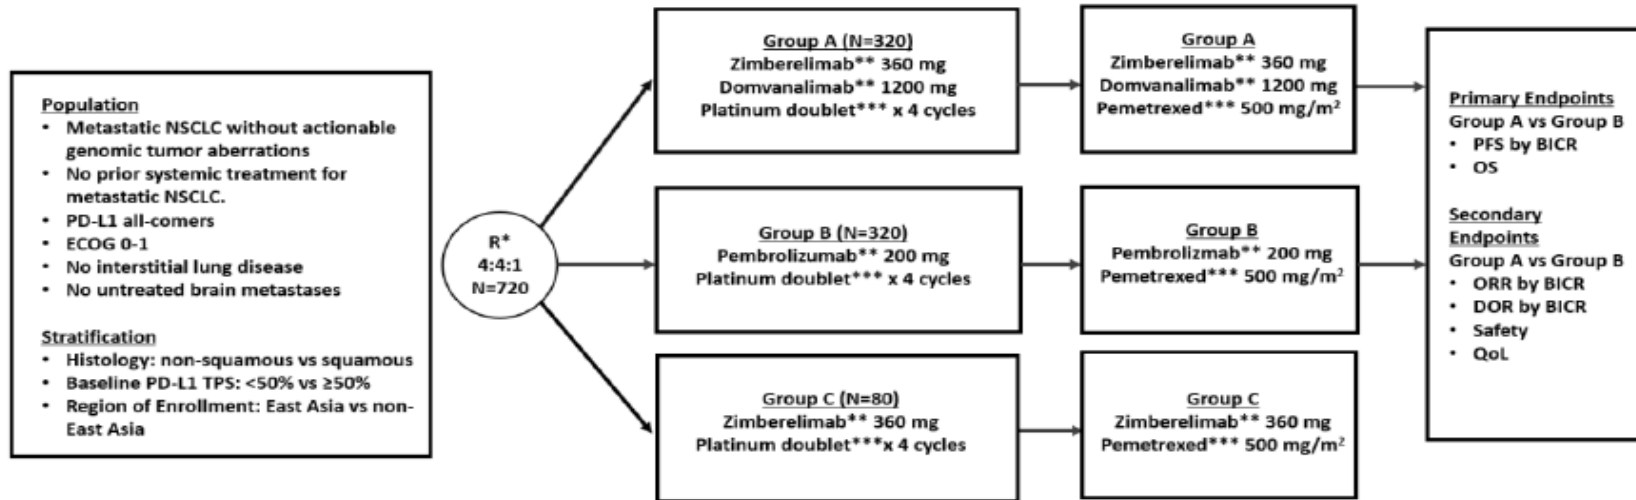 Population
• Metastatic NSCLC without actionable
genomic tumor aberrations
• No prior systemic treatment for
metastatic NSCLC.
• PD-L1 all-comers
• ECOG 0-1
• No interstitial lung disease
• No untreated brain metastases
Stratification
• Histology: non-squamous vs squamous
• Baseline PD-L1 TPS: <50% vs ≥50%
• Region of Enrollment: East Asia vs non-
East Asia
R*
4:4:1
N=720
Group A (N=320)
Zimberelimab** 360 mg
Domvanalimab** 1200 mg
Platinum doublet*** x 4 cycles
Group A
Zimberelimab** 360 mg
Domvanalimab** 1200 mg
Pemetrexed*** 500 mg/m²
Group B (N=320)
Pembrolizumab** 200 mg
Platinum doublet*** x 4 cycles
Group B
Pembrolizmab** 200 mg
Pemetrexed*** 500 mg/m²
Group C (N=80)
Zimberelimab** 360 mg
Platinum doublet***x 4 cycles
Group C
Zimberelimab** 360 mg
Pemetrexed*** 500 mg/m²
Primary Endpoints
Group A vs Group B
• PFS by BICR
• OS
Secondary
Endpoints
Group A vs Group B
• ORR by BICR
• DOR by BICR
• Safety
• QoL